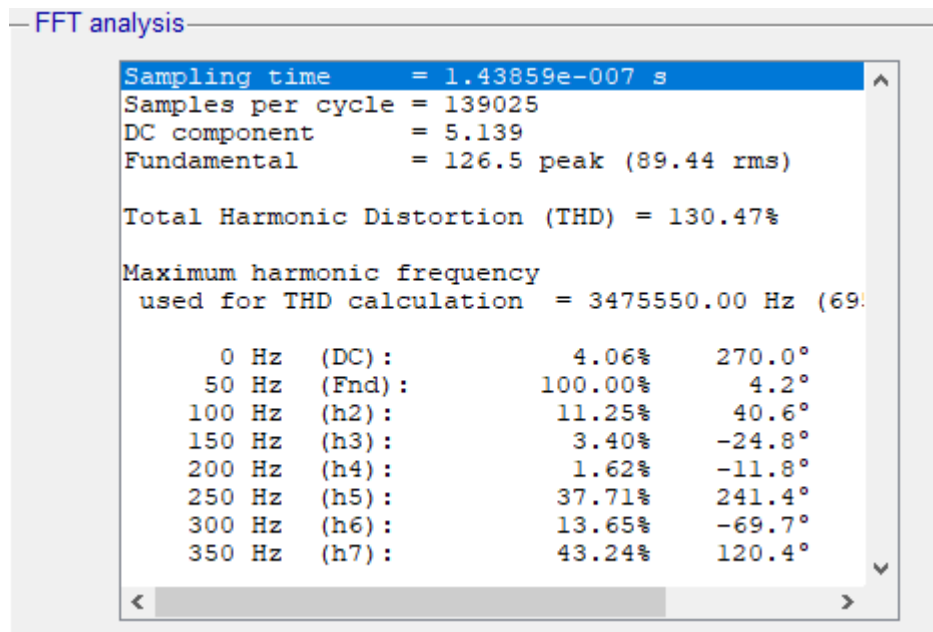 FFT analysis
Sampling time = 1.43859e-007 s
Samples per cycle = 139025
DC component = 5.139
Fundamental = 126.5 peak (89.44 rms)
Total Harmonic Distortion (THD) = 130.47%
Maximum harmonic frequency
used for THD calculation = 3475550.00 Hz (69
0 Hz (DC): 4.06% 270.0°
50 Hz (Fnd): 100.00% 4.2°
100 Hz (h2): 11.25% 40.6°
150 Hz (h3): 3.40% -24.8°
200 Hz (h4): 1.62% -11.8°
250 Hz (h5): 37.71% 241.4°
300 Hz (h6): 13.65% -69.7°
350 Hz (h7): 43.24% 120.4°